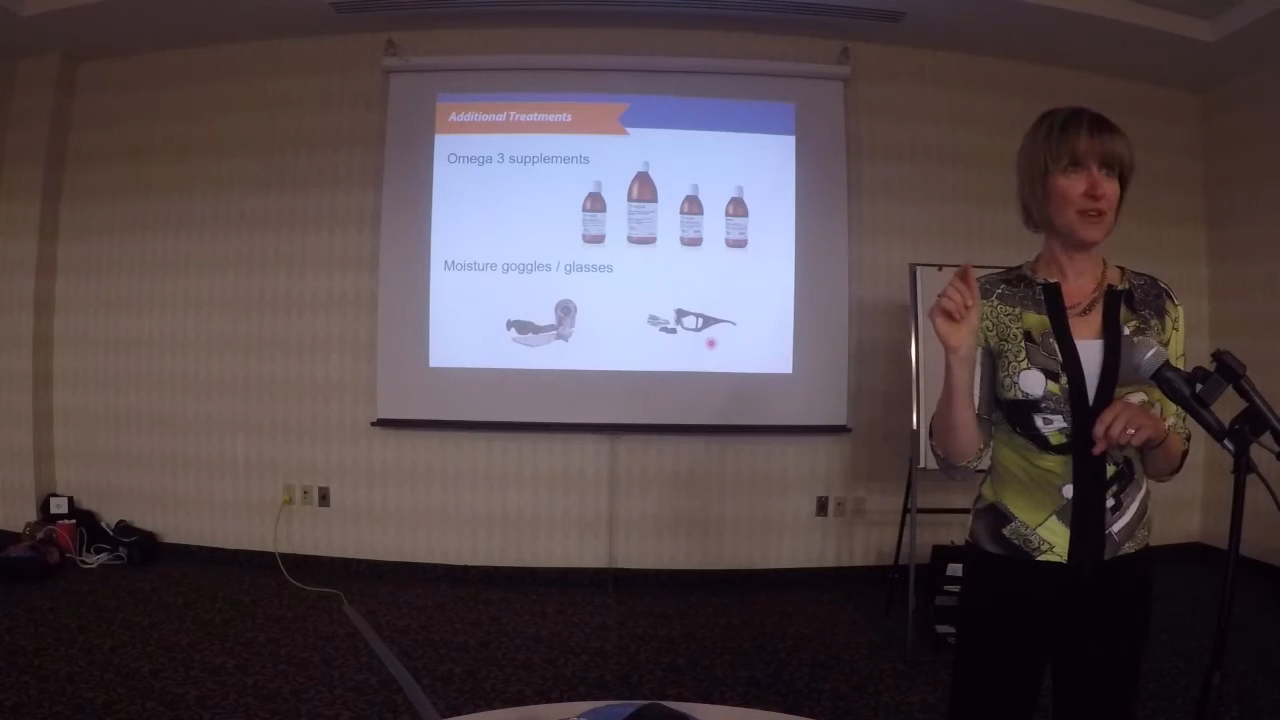 Additional Treatments
Omega 3 supplements
Moisture goggles / glasses